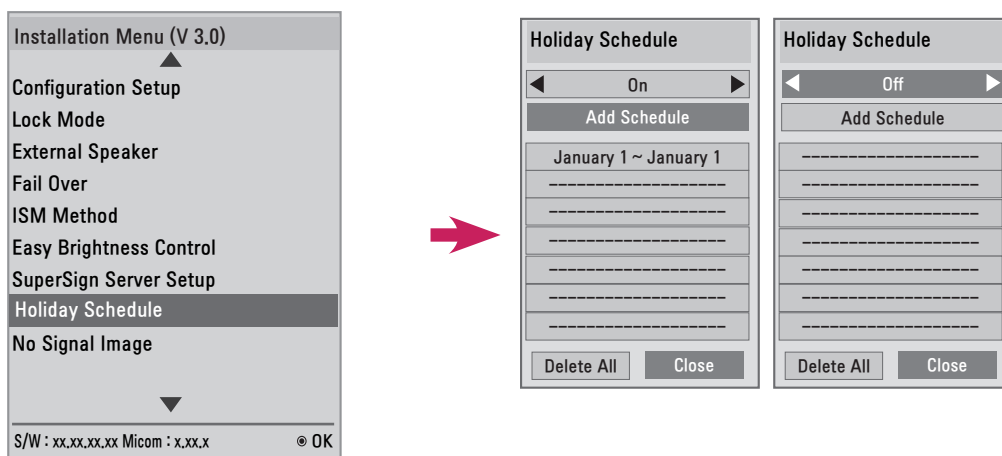 Installation Menu (V 3.0)
Configuration Setup
Lock Mode
External Speaker
Fail Over
ISM Method
Easy Brightness Control
SuperSign Server Setup
Holiday Schedule
No Signal Image
S/W : xx.xx.xx.xx Micom : x.xx.x ◉ OK
Holiday Schedule
◀ On ▶
Add Schedule
January 1 ~ January 1
-------------------
-------------------
-------------------
-------------------
-------------------
-------------------
Delete All Close
Holiday Schedule
◀ Off ▶
Add Schedule
-------------------
-------------------
-------------------
-------------------
-------------------
-------------------
-------------------
Delete All Close